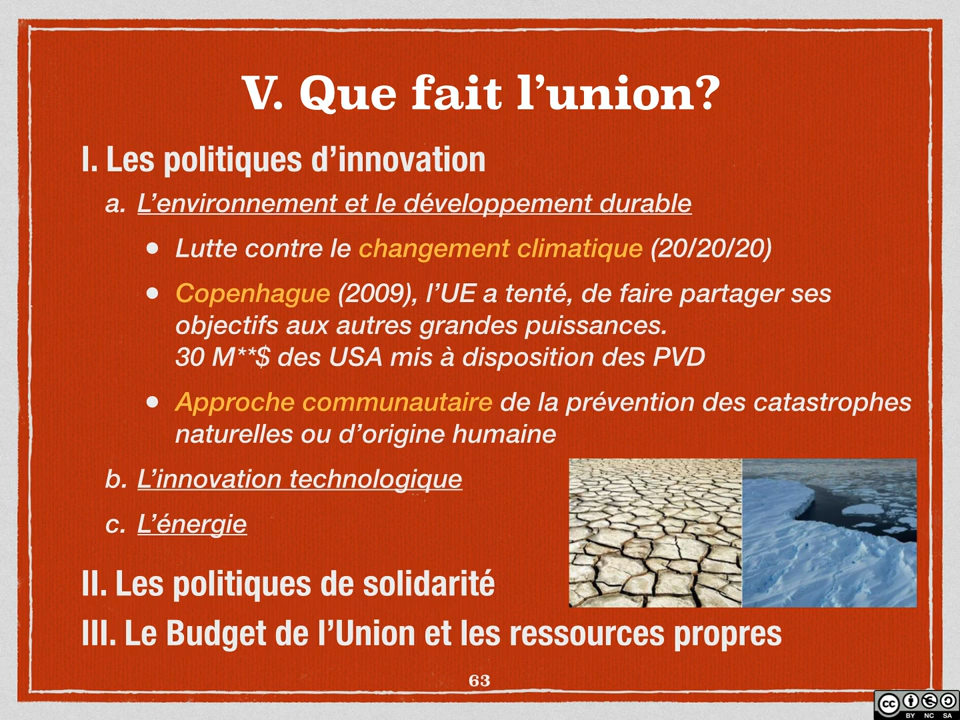 V. Que fait l’union?
I. Les politiques d’innovation
a. L’environnement et le développement durable
• Lutte contre le changement climatique (20/20/20)
• Copenhague (2009), l’UE a tenté, de faire partager ses
objectifs aux autres grandes puissances.
30 M**$ des USA mis à disposition des PVD
• Approche communautaire de la prévention des catastrophes
naturelles ou d’origine humaine
b. L’innovation technologique
c. L’énergie
II. Les politiques de solidarité
III. Le Budget de l’Union et les ressources propres
63
cc BY NC SA